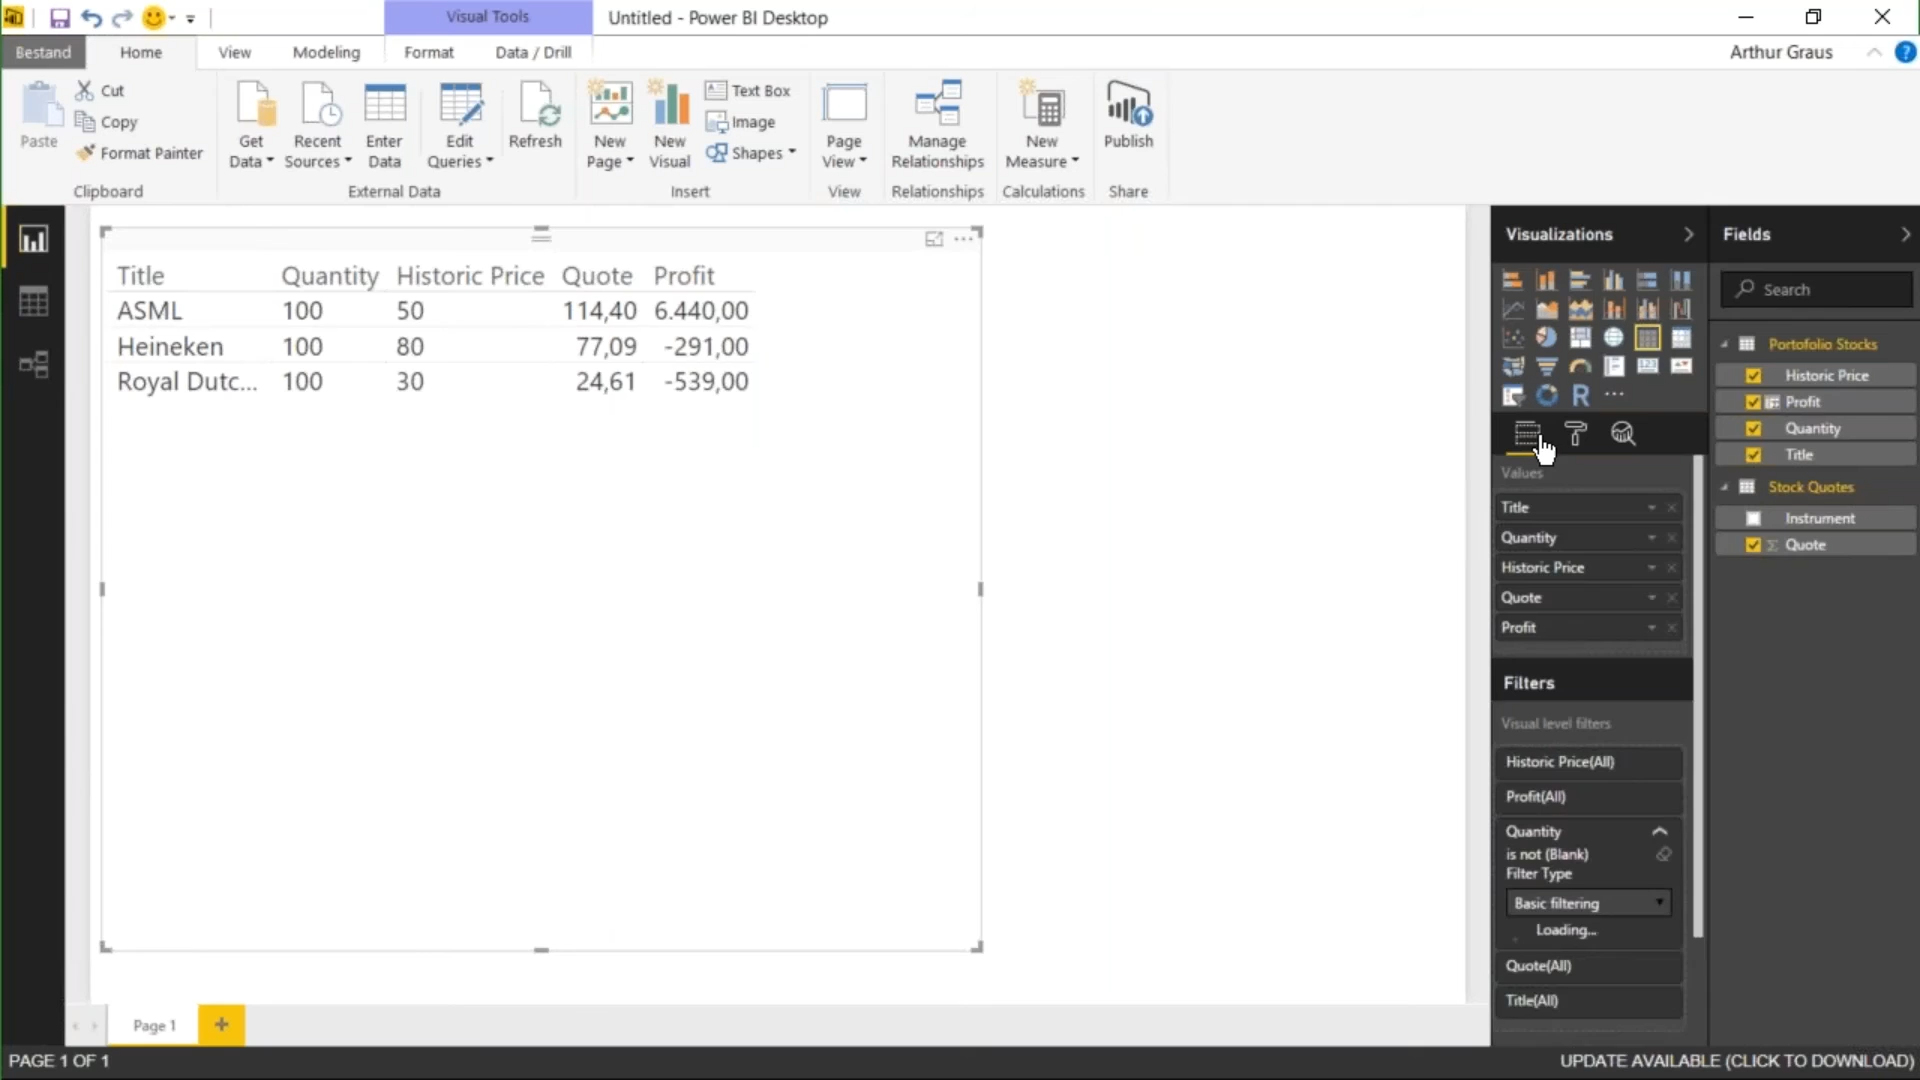 Visual Tools
Untitled - Power BI Desktop
Bestand
Home
View
Modeling
Format
Data / Drill
Arthur Graus
?
Paste
Cut
Copy
Format Painter
Clipboard
Get Data
Recent Sources
Enter Data
Edit Queries
Refresh
External Data
New Page
New Visual
Text Box
Image
Shapes
Insert
Page View
View
Manage Relationships
Relationships
New Measure
Calculations
Publish
Share
Title Quantity Historic Price Quote Profit
ASML 100 50 114,40 6.440,00
Heineken 100 80 77,09 -291,00
Royal Dutc... 100 30 24,61 -539,00
Visualizations
R
Values
Title
Quantity
Historic Price
Quote
Profit
Filters
Visual level filters
Historic Price(All)
Profit(All)
Quantity
is not (Blank)
Filter Type
Basic filtering
Loading...
Quote(All)
Title(All)
Fields
Search
Portofolio Stocks
Historic Price
Profit
Quantity
Title
Stock Quotes
Instrument
Σ Quote
Page 1
+
PAGE 1 OF 1
UPDATE AVAILABLE (CLICK TO DOWNLOAD)